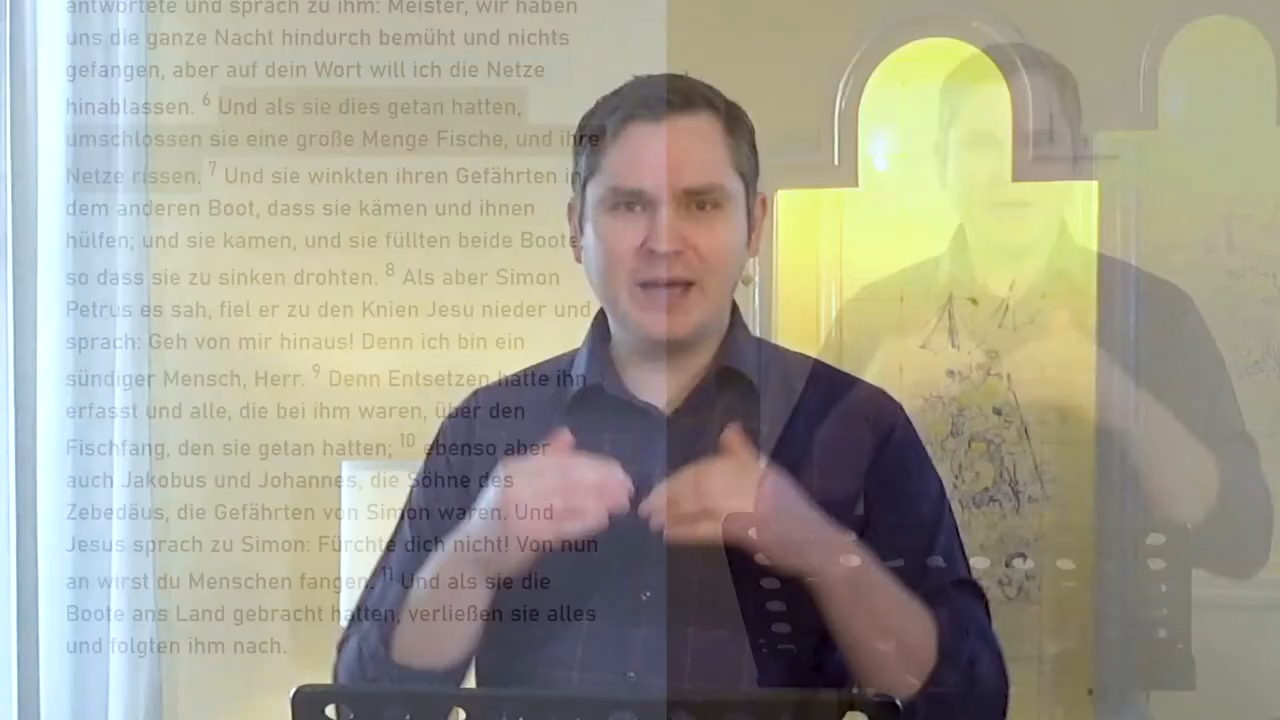 antwortete und sprach zu ihm: Meister, wir haben
uns die ganze Nacht hindurch bemüht und nichts
gefangen, aber auf dein Wort will ich die Netze
hinablassen. 6 Und als sie dies getan hatten,
umschlossen sie eine große Menge Fische, und ihre
Netze rissen. 7 Und sie winkten ihren Gefährten in
dem anderen Boot, dass sie kämen und ihnen
hülfen; und sie kamen, und sie füllten beide Boote,
so dass sie zu sinken drohten. 8 Als aber Simon
Petrus es sah, fiel er zu den Knien Jesu nieder und
sprach: Geh von mir hinaus! Denn ich bin ein
sündiger Mensch, Herr. 9 Denn Entsetzen hatte ihn
erfasst und alle, die bei ihm waren, über den
Fischfang, den sie getan hatten; 10 ebenso aber
auch Jakobus und Johannes, die Söhne des
Zebedäus, die Gefährten von Simon waren. Und
Jesus sprach zu Simon: Fürchte dich nicht! Von nun
an wirst du Menschen fangen. 11 Und als sie die
Boote ans Land gebracht hatten, verließen sie alles
und folgten ihm nach.